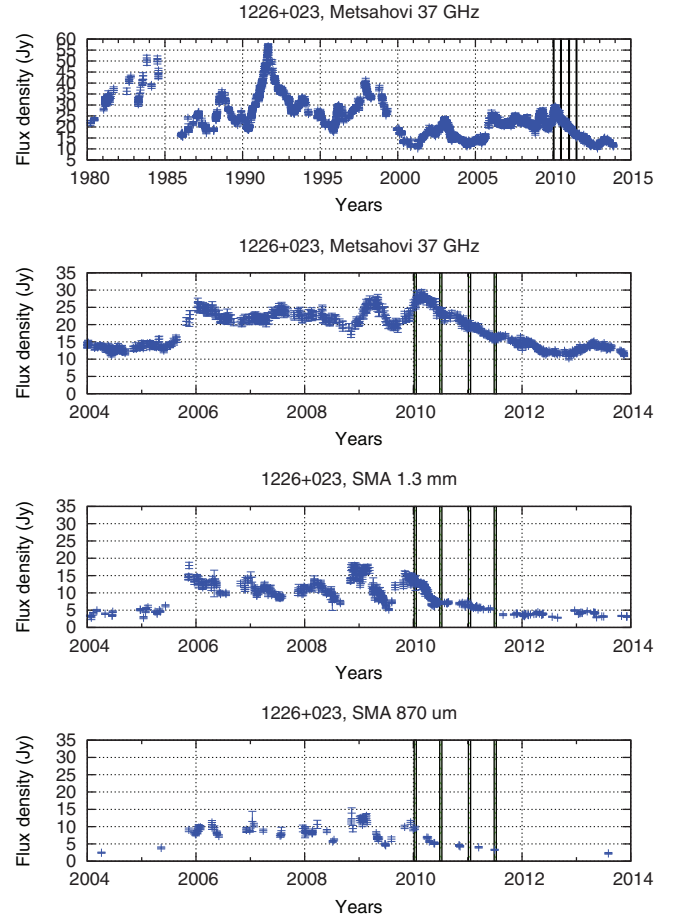 1226+023, Metsahovi 37 GHz
Flux density (Jy)
60
55
50
45
40
35
30
25
20
15
10
5
1980 1985 1990 1995 2000 2005 2010 2015
Years
1226+023, Metsahovi 37 GHz
Flux density (Jy)
35
30
25
20
15
10
5
0
2004 2006 2008 2010 2012 2014
Years
1226+023, SMA 1.3 mm
Flux density (Jy)
35
30
25
20
15
10
5
0
2004 2006 2008 2010 2012 2014
Years
1226+023, SMA 870 um
Flux density (Jy)
35
30
25
20
15
10
5
0
2004 2006 2008 2010 2012 2014
Years